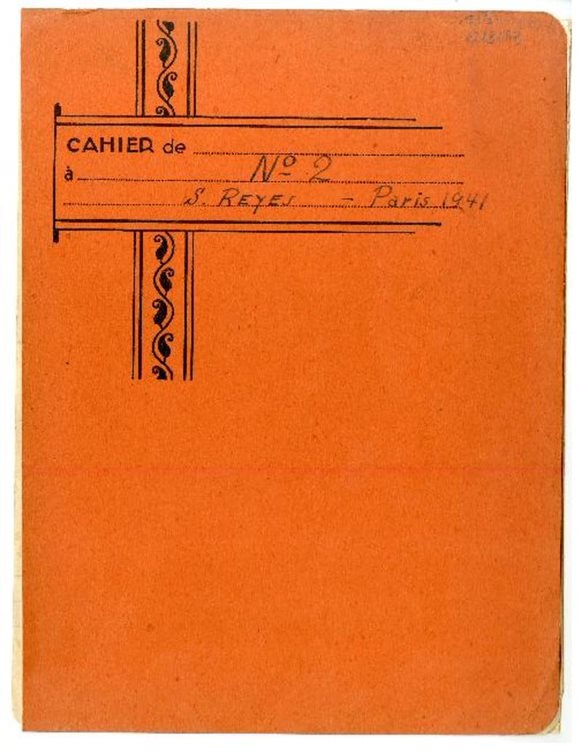 CAHIER de
à Nº 2
S. REYES - Paris 1941